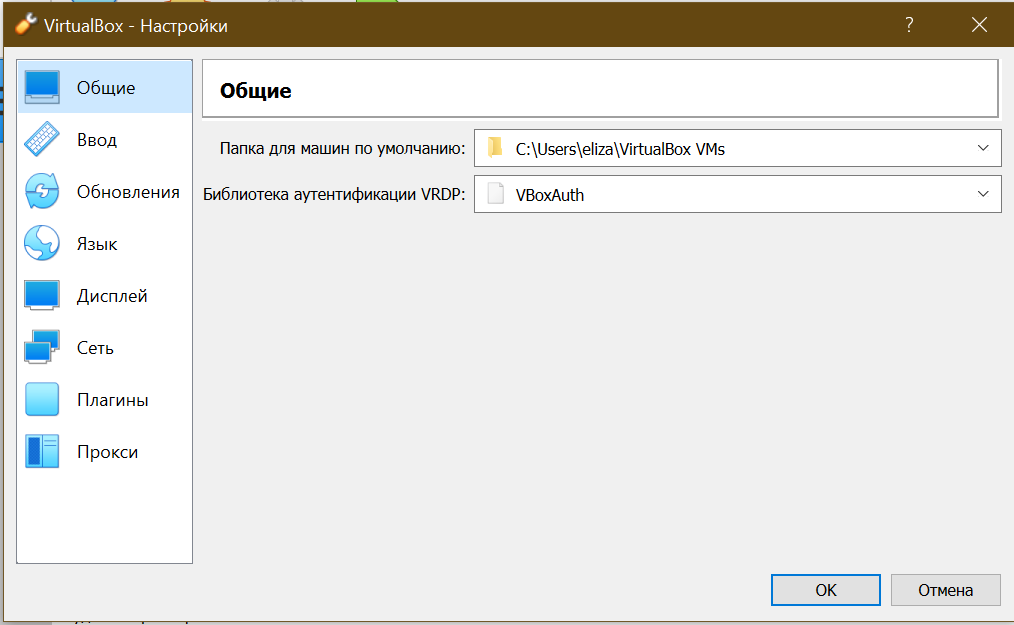 VirtualBox - Настройки ?
Общие
Ввод
Обновления
Язык
Дисплей
Сеть
Плагины
Прокси
Общие
Папка для машин по умолчанию: C:\Users\eliza\VirtualBox VMs
Библиотека аутентификации VRDP: VBoxAuth
OK Отмена